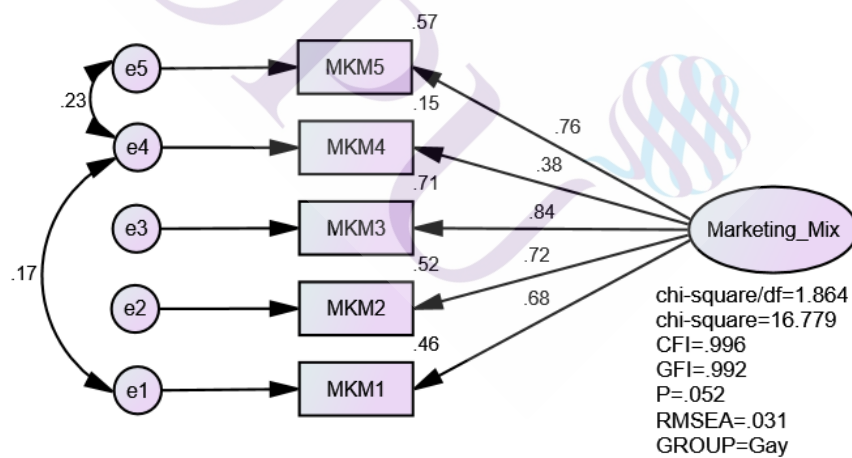 .57
e5
MKM5
.15
.76
.23
e4
MKM4
.38
.71
e3
MKM3
.84
Marketing_Mix
.52
.72
.17
e2
MKM2
.68
.46
e1
MKM1
chi-square/df=1.864
chi-square=16.779
CFI=.996
GFI=.992
P=.052
RMSEA=.031
GROUP=Gay